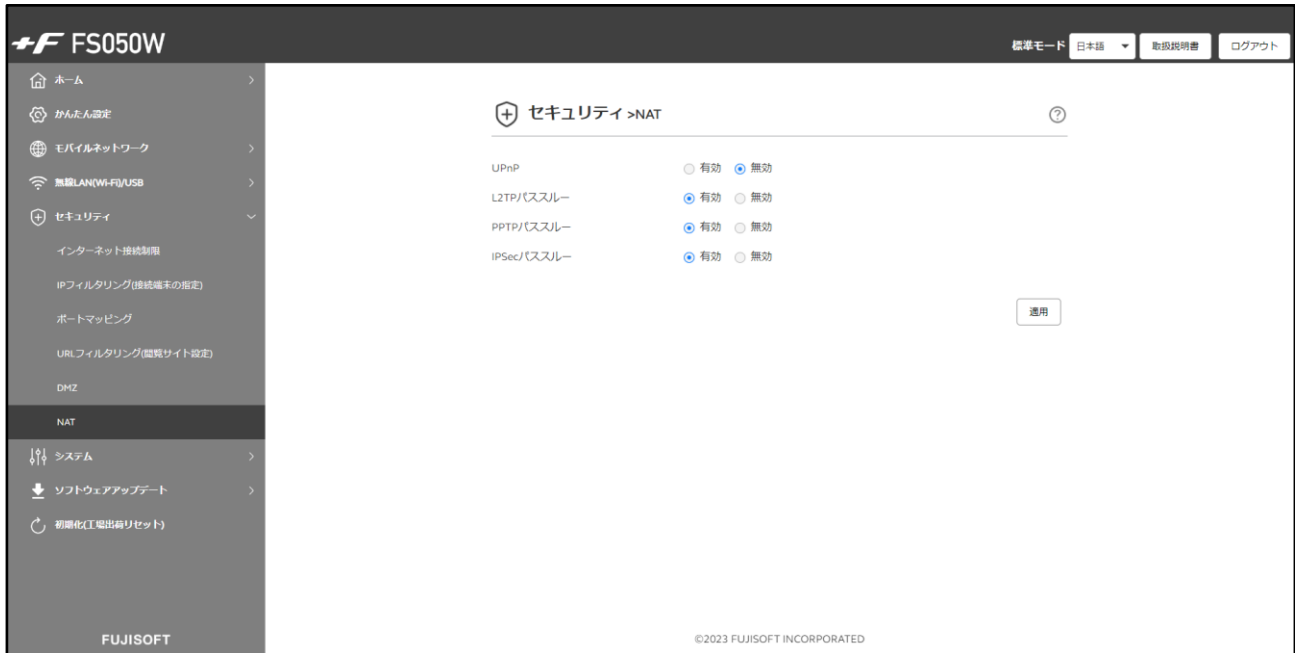 +F FS050W
標準モード 日本語 取扱説明書 ログアウト
ホーム
かんたん設定
モバイルネットワーク
無線LAN(Wi-Fi)/USB
セキュリティ
インターネット接続制限
IPフィルタリング(接続端末の指定)
ポートマッピング
URLフィルタリング(閲覧サイト設定)
DMZ
NAT
システム
ソフトウェアアップデート
初期化(工場出荷リセット)
FUJISOFT
セキュリティ >NAT
UPnP 有効 無効
L2TPパススルー 有効 無効
PPTPパススルー 有効 無効
IPSecパススルー 有効 無効
適用
©2023 FUJISOFT INCORPORATED